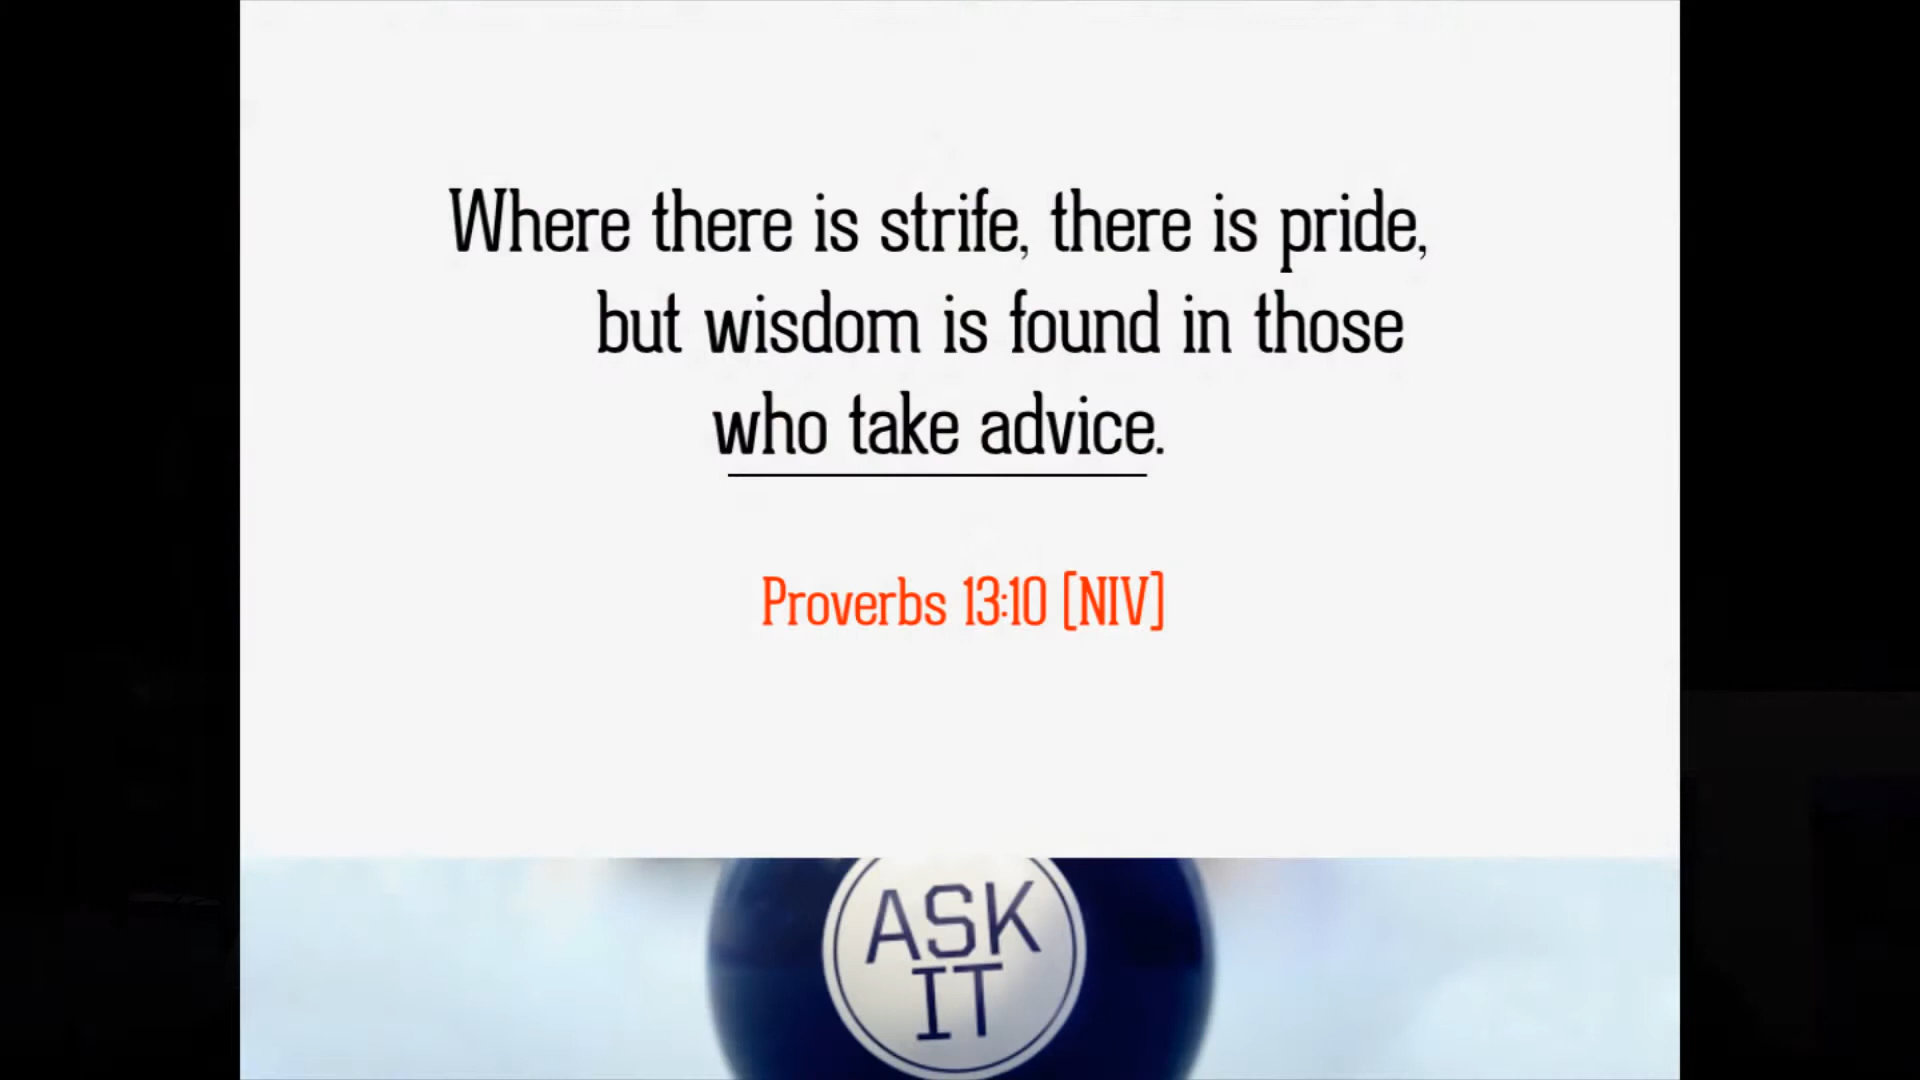 Where there is strife, there is pride,
but wisdom is found in those
who take advice.
Proverbs 13:10 [NIV]
ASK
IT